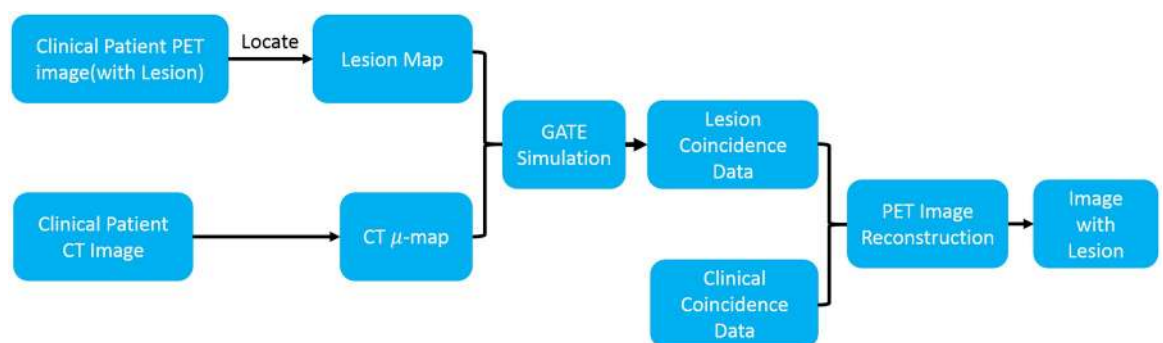 Clinical Patient PET
image(with Lesion)
Locate
Lesion Map
GATE
Simulation
Lesion
Coincidence
Data
Clinical Patient
CT Image
CT μ-map
PET Image
Reconstruction
Image
with
Lesion
Clinical
Coincidence
Data